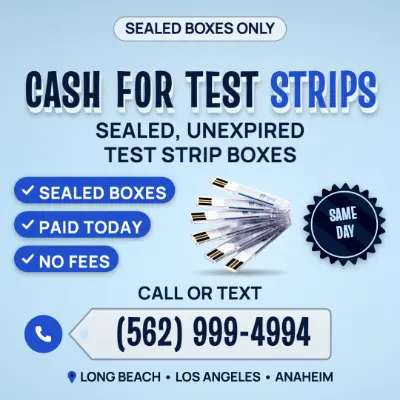 SEALED BOXES ONLY
CASH FOR TEST STRIPS
SEALED, UNEXPIRED
TEST STRIP BOXES
SEALED BOXES
PAID TODAY
NO FEES
SAME
DAY
CALL OR TEXT
(562) 999-4994
LONG BEACH • LOS ANGELES • ANAHEIM